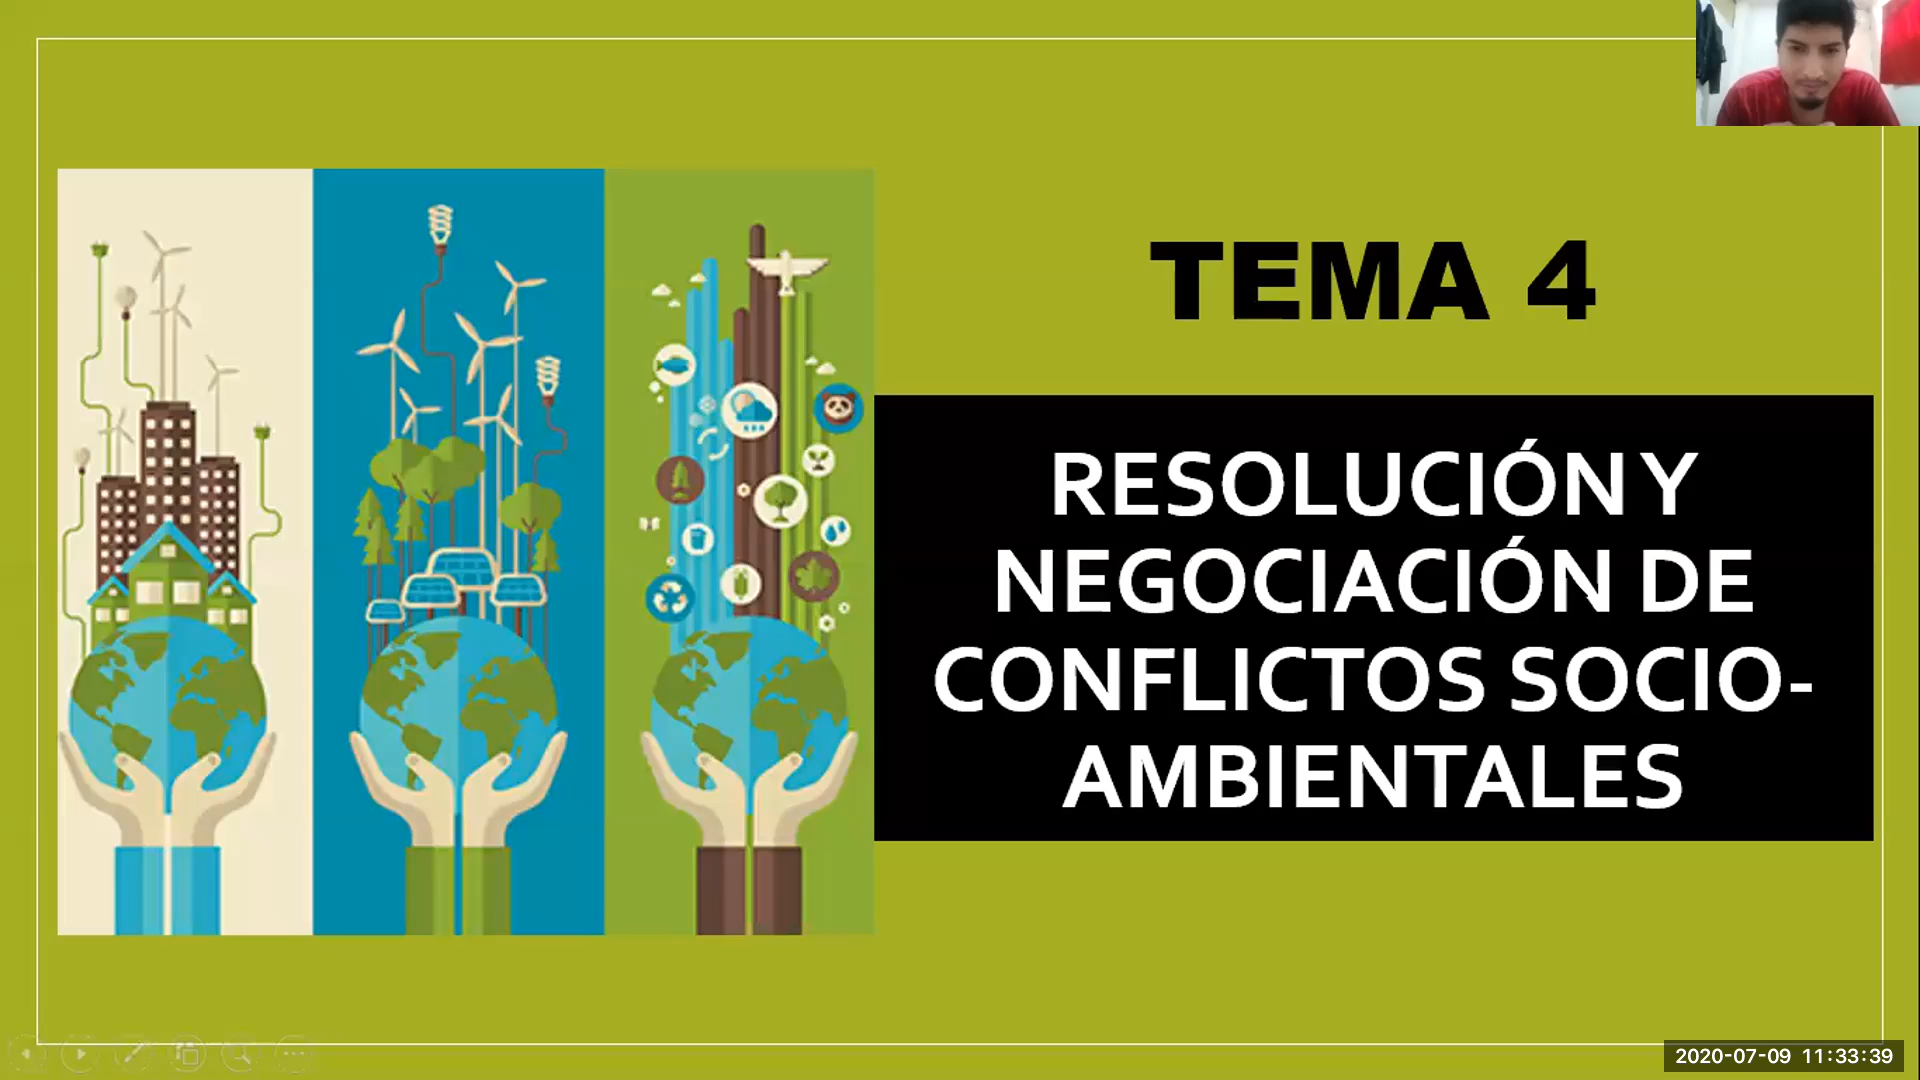 TEMA 4
RESOLUCIÓN Y
NEGOCIACIÓN DE
CONFLICTOS SOCIO-
AMBIENTALES
2020-07-09 11:33:39